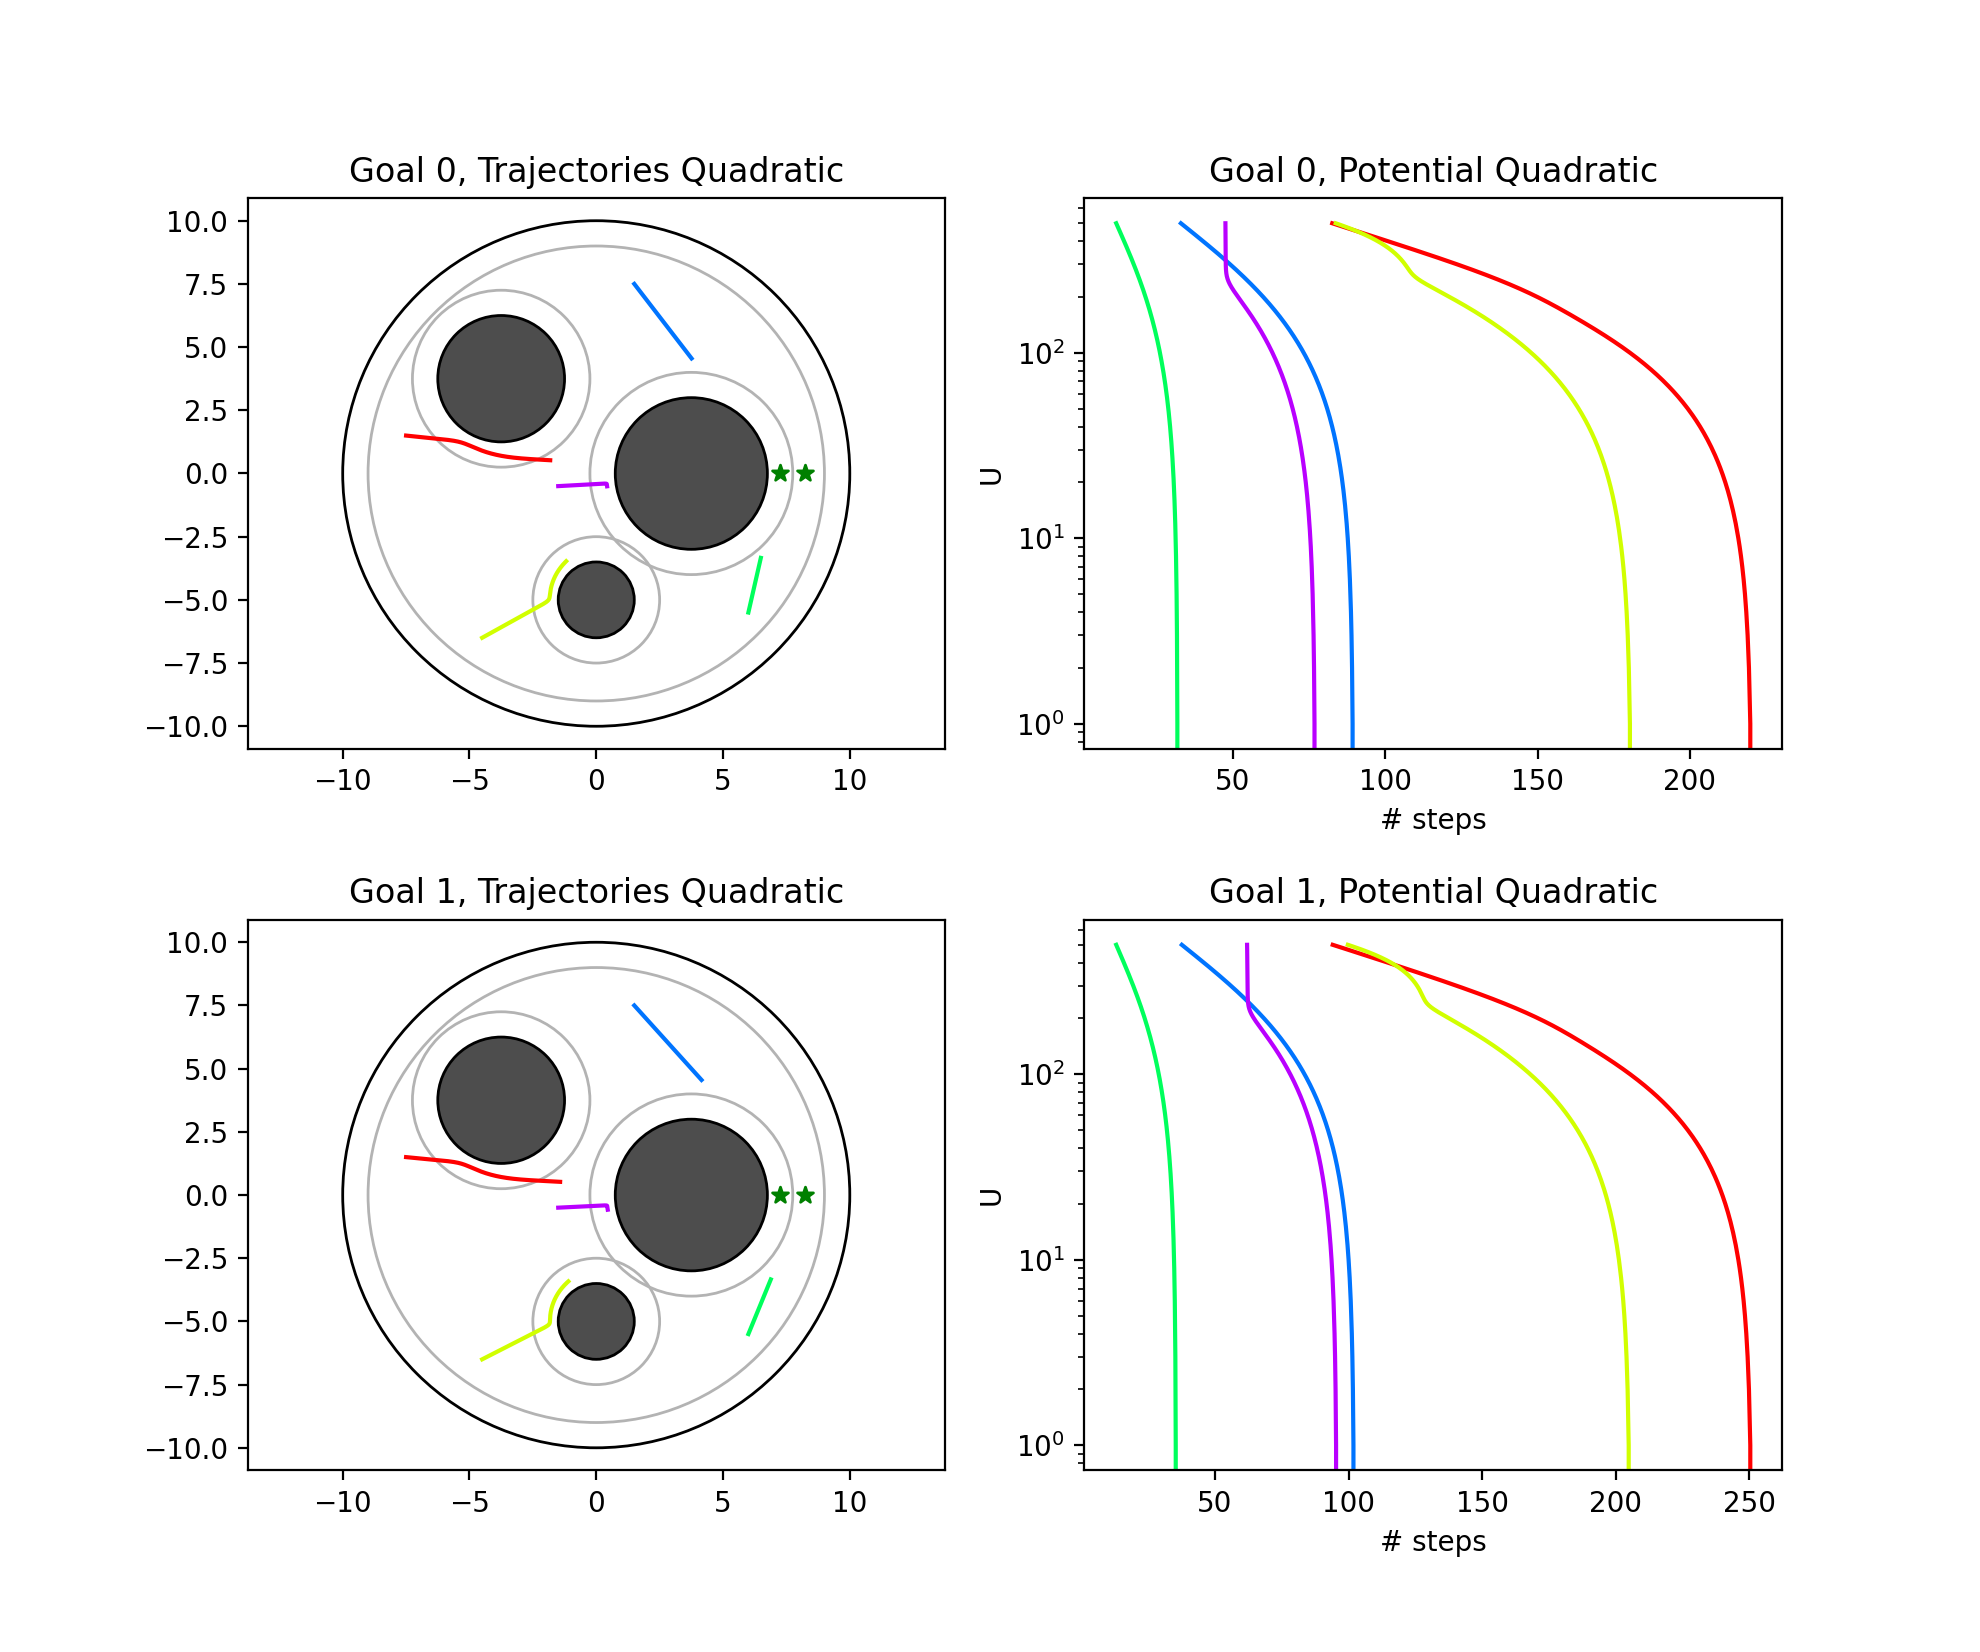 Goal 0, Trajectories Quadratic
10.0
7.5
5.0
2.5
0.0
−2.5
−5.0
−7.5
−10.0
−10 −5 0 5 10
Goal 0, Potential Quadratic
U
10²
10¹
10⁰
50 100 150 200
# steps
Goal 1, Trajectories Quadratic
10.0
7.5
5.0
2.5
0.0
−2.5
−5.0
−7.5
−10.0
−10 −5 0 5 10
Goal 1, Potential Quadratic
U
10²
10¹
10⁰
50 100 150 200 250
# steps